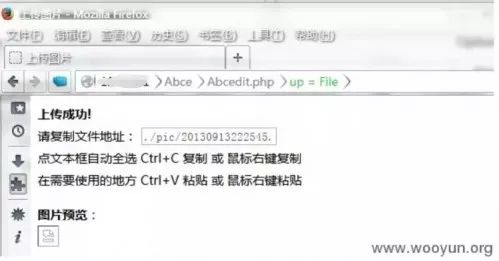 上传图片 - Mozilla Firefox
文件(F) 编辑(E) 查看(V) 历史(S) 书签(B) 工具(T) 帮助(H)
上传图片 +
Abce Abcedit.php up = File
上传成功!
请复制文件地址： ./pic/20130913222545.
点文本框自动全选 Ctrl+C 复制 或 鼠标右键复制
在需要使用的地方 Ctrl+V 粘贴 或 鼠标右键粘贴
图片预览：
www.wooyun.org